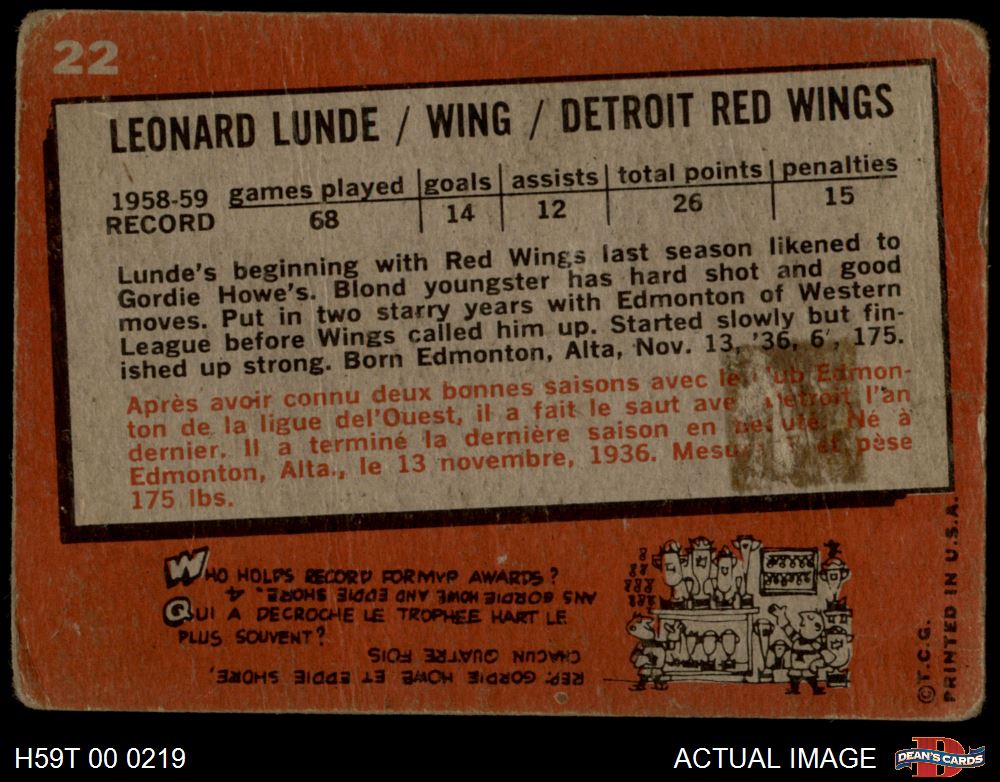 22
LEONARD LUNDE / WING / DETROIT RED WINGS
1958-59 RECORD
games played | goals | assists | total points | penalties
68 | 14 | 12 | 26 | 15
Lunde's beginning with Red Wings last season likened to
Gordie Howe's. Blond youngster has hard shot and good
moves. Put in two starry years with Edmonton of Western
League before Wings called him up. Started slowly but fin-
ished up strong. Born Edmonton, Alta, Nov. 13, '36, 6', 175.
Après avoir connu deux bonnes saisons avec le Edmon-
ton de la ligue del'Ouest, il a fait le saut l'an
dernier. Il a terminé la dernière saison en Né à
Edmonton, Alta., le 13 novembre, 1936. pèse
175 lbs.
WHO HOLDS RECORD FOR MVP AWARDS?
ANS GORDIE HOWE AND EDDIE SHORE. 4
QUI A DECROCHE LE TROPHEE HART LE
PLUS SOUVENT?
REP: GORDIE HOWE ET EDDIE SHORE,
CHACUN QUATRE FOIS
©T.C.G.
PRINTED IN U.S.A.
H59T 00 0219
ACTUAL IMAGE
DEAN'S CARDS